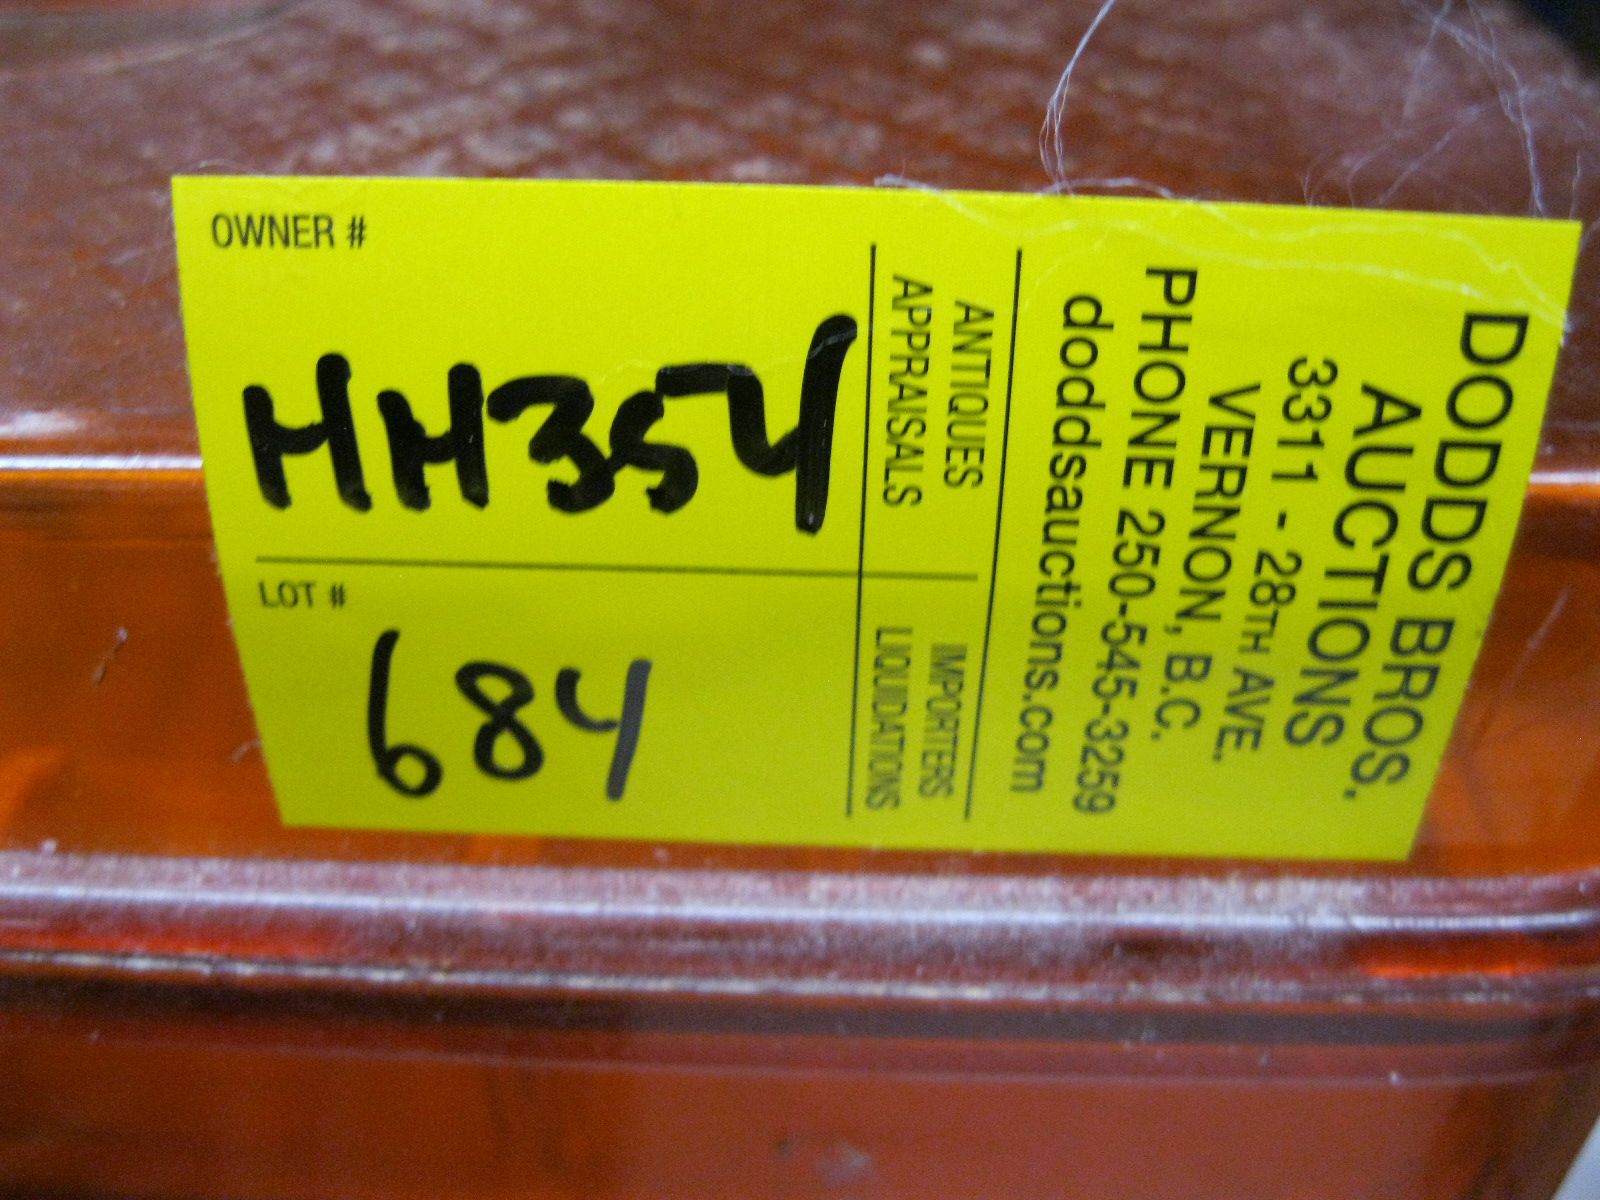 OWNER #
HH354
LOT #
684
ANTIQUES
APPRAISALS
IMPORTERS
LIQUIDATIONS
DODDS BROS.
AUCTIONS
3311 - 28TH AVE.
VERNON, B.C.
PHONE 250-545-3259
doddsauctions.com